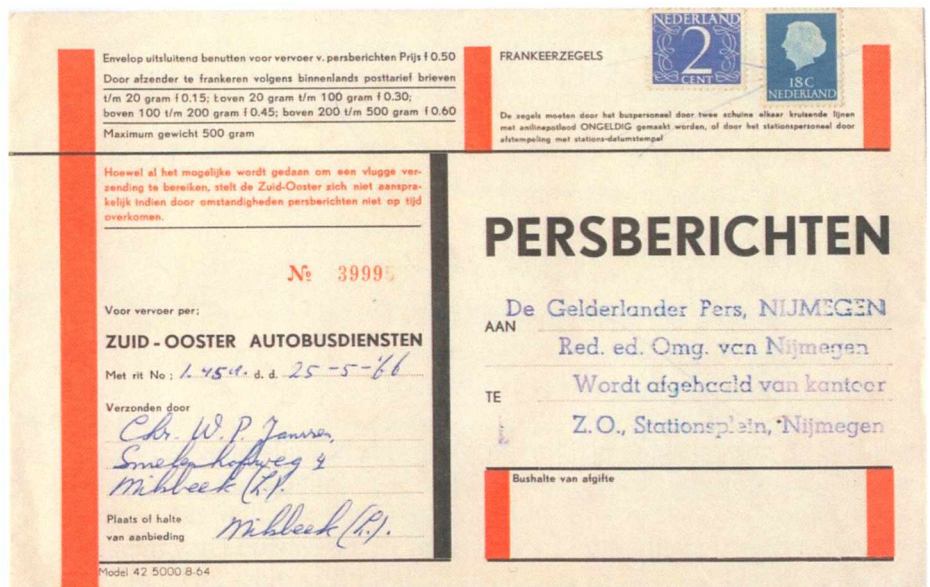 Envelop uitsluitend benutten voor vervoer v. persberichten Prijs f 0.50
Door afzender te frankeren volgens binnenlands posttarief brieven
t/m 20 gram f 0.15; boven 20 gram t/m 100 gram f 0.30;
boven 100 t/m 200 gram f 0.45; boven 200 t/m 500 gram f 0.60
Maximum gewicht 500 gram
FRANKEERZEGELS
NEDERLAND
2
CENT
18 C
NEDERLAND
De zegels moeten door het buspersoneel door twee schuine elkaar kruisende lijnen
met anilinepotlood ONGELDIG gemaakt worden, of door het stationspersoneel door
afstempeling met stations-datumstempel
Hoewel al het mogelijke wordt gedaan om een vlugge ver-
zending te bereiken, stelt de Zuid-Ooster zich niet aanspra-
kelijk indien door omstandigheden persberichten niet op tijd
overkomen.
№ 39995
Voor vervoer per:
ZUID-OOSTER AUTOBUSDIENSTEN
Met rit No: 1.45u. d.d. 25-5-'66
Verzonden door
Chr. W. P. Janssen,
4
(L).
Plaats of halte
van aanbieding
(L).
Model 42 5000 8-64
PERSBERICHTEN
De Gelderlander Pers, NIJMEGEN
AAN
Red. ed. Omg. van Nijmegen
TE
Wordt afgehaald van kantoor
Z.O., Stationsplein, Nijmegen
Bushalte van afgifte